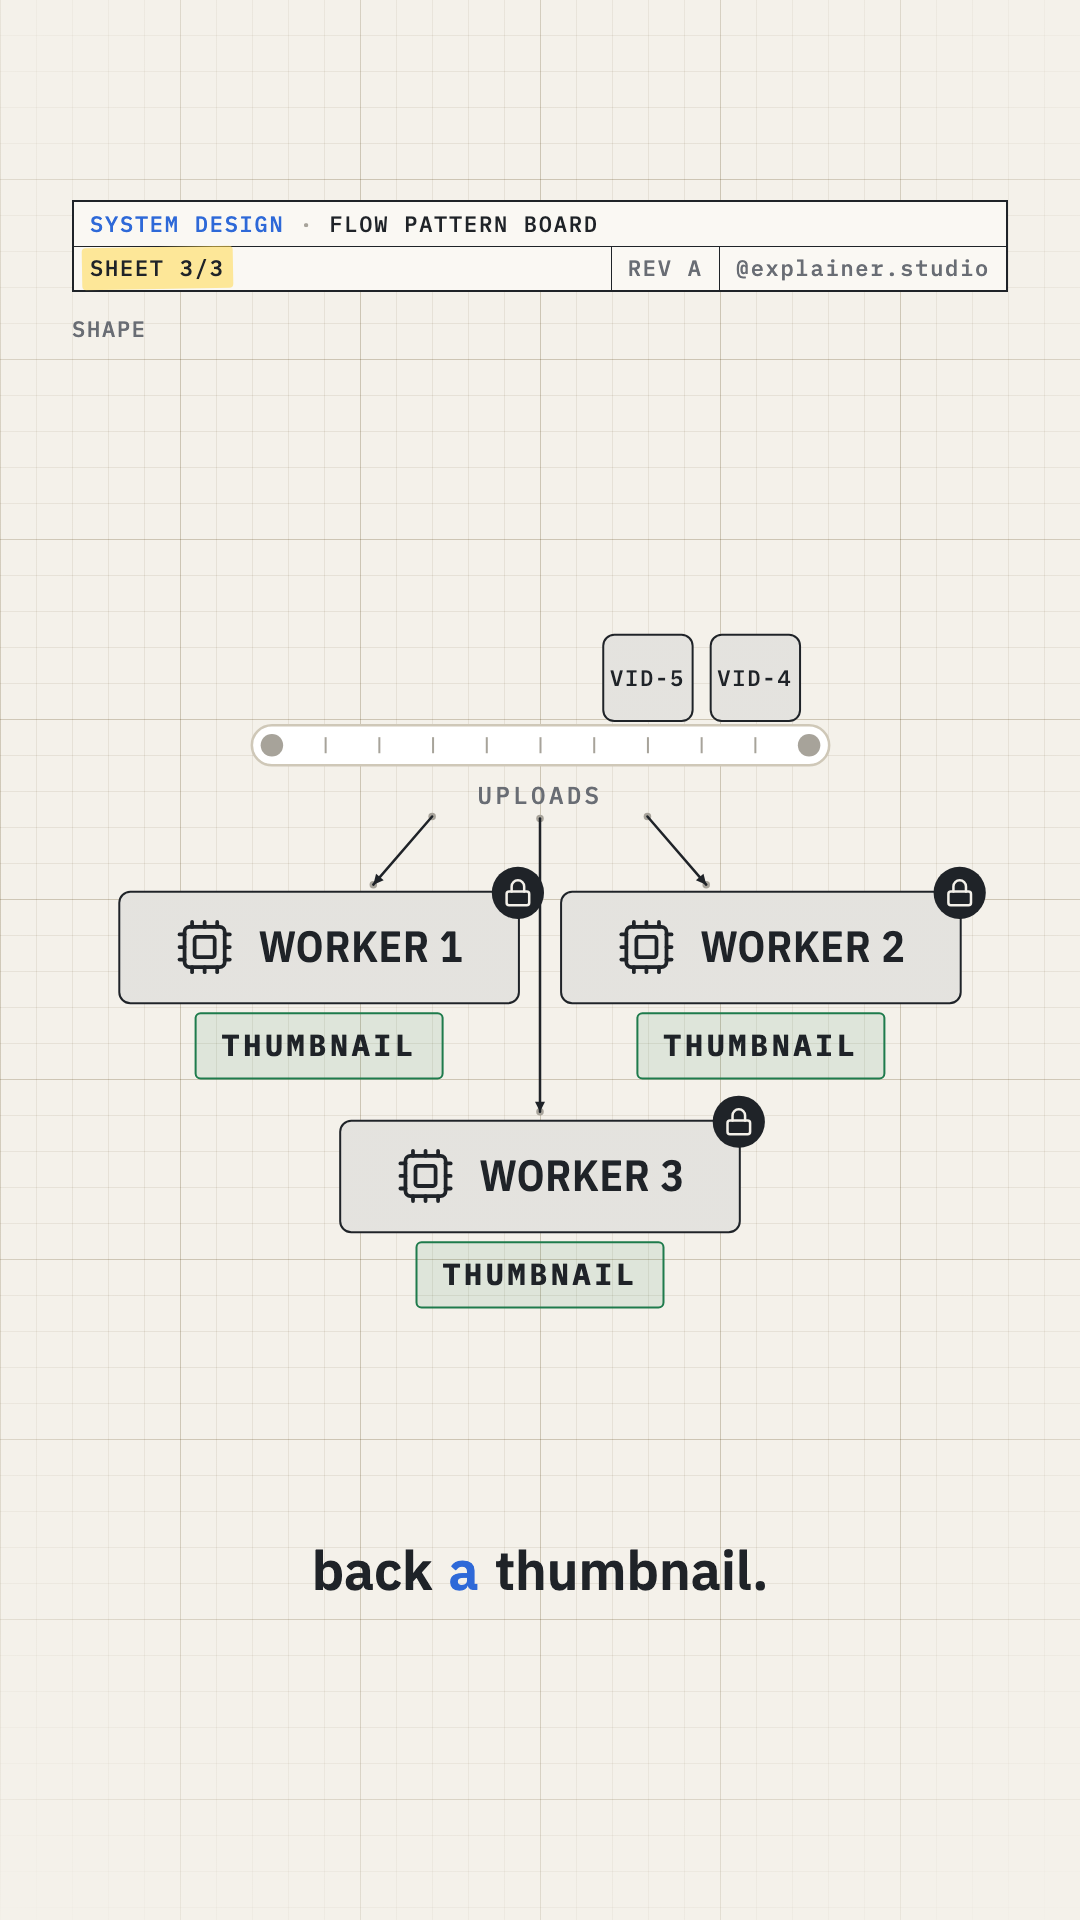 SYSTEM DESIGN · FLOW PATTERN BOARD
SHEET 3/3
REV A
@explainer.studio
SHAPE
VID-5
VID-4
UPLOADS
WORKER 1
WORKER 2
THUMBNAIL
THUMBNAIL
WORKER 3
THUMBNAIL
back a thumbnail.